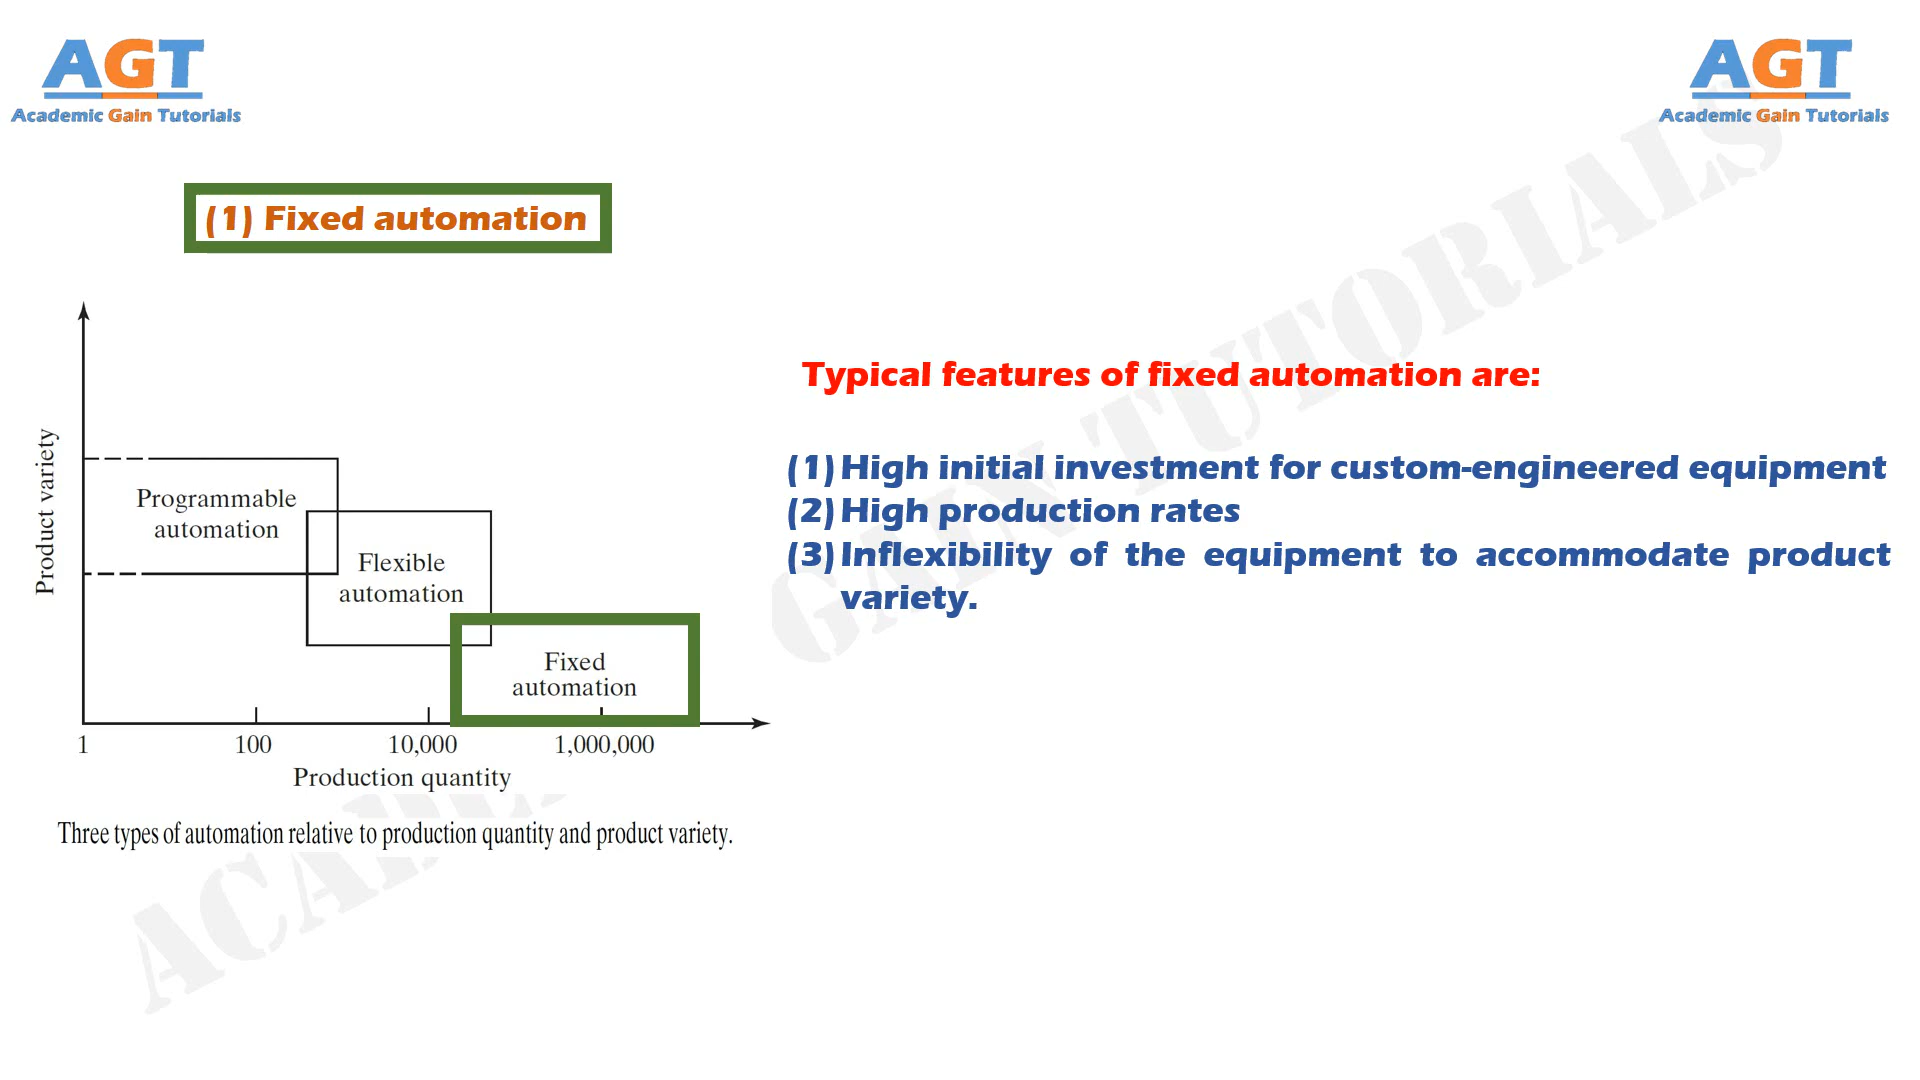 AGT
Academic Gain Tutorials
AGT
Academic Gain Tutorials
(1) Fixed automation
Product variety
Programmable
automation
Flexible
automation
Fixed
automation
1
100
10,000
1,000,000
Production quantity
Three types of automation relative to production quantity and product variety.
Typical features of fixed automation are:
(1) High initial investment for custom-engineered equipment
(2) High production rates
(3) Inflexibility of the equipment to accommodate product
variety.
GAIN TUTORIALS